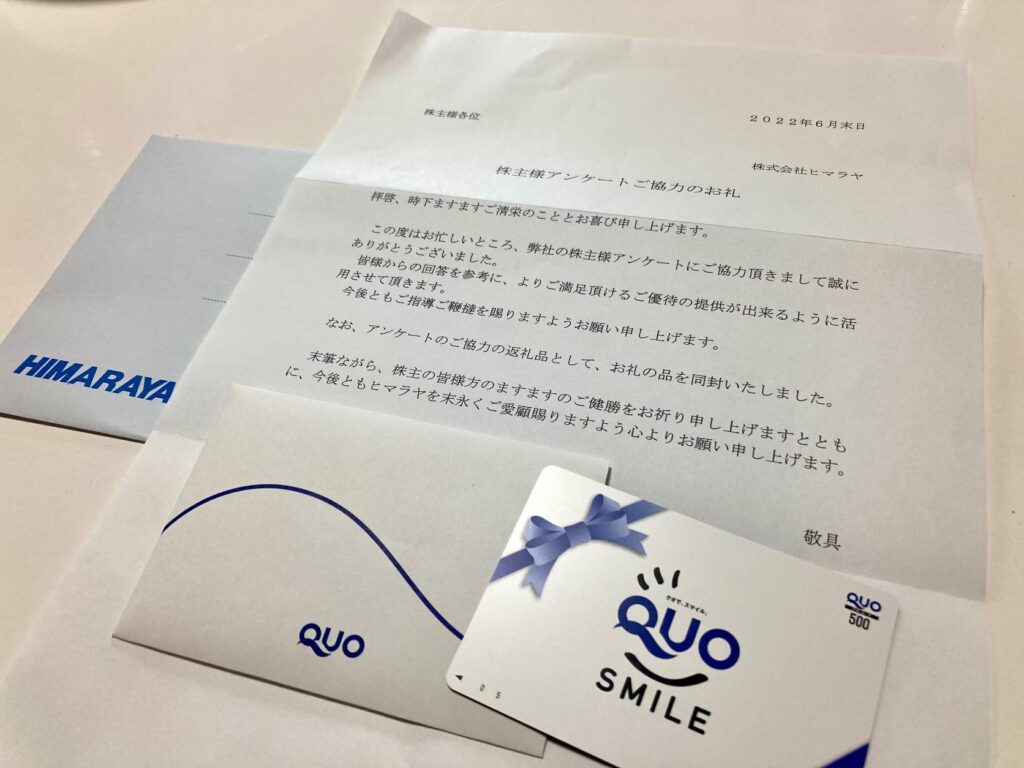 株主様各位
2022年6月末日
株式会社ヒマラヤ
株主様アンケートご協力のお礼
拝啓、時下ますますご清栄のこととお喜び申し上げます。
この度はお忙しいところ、弊社の株主様アンケートにご協力頂きまして誠に
ありがとうございました。
皆様からの回答を参考に、よりご満足頂けるご優待の提供が出来るように活
用させて頂きます。
今後ともご指導ご鞭撻を賜りますようお願い申し上げます。
なお、アンケートのご協力の返礼品として、お礼の品を同封いたしました。
末筆ながら、株主の皆様方のますますのご健勝をお祈り申し上げますととも
に、今後ともヒマラヤを末永くご愛顧賜りますよう心よりお願い申し上げます。
敬具
HIMARAYA
QUO
クオで、スマイル。
QUO
SMILE
QUO
500
05